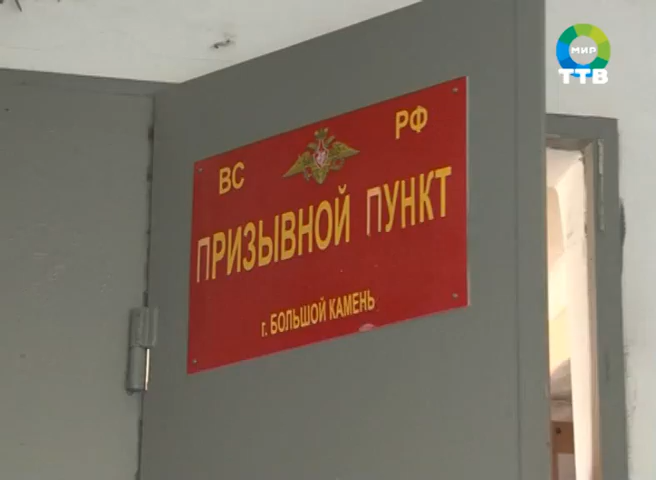 МИР
ТТВ
ВС РФ
ПРИЗЫВНОЙ ПУНКТ
г. БОЛЬШОЙ КАМЕНЬ